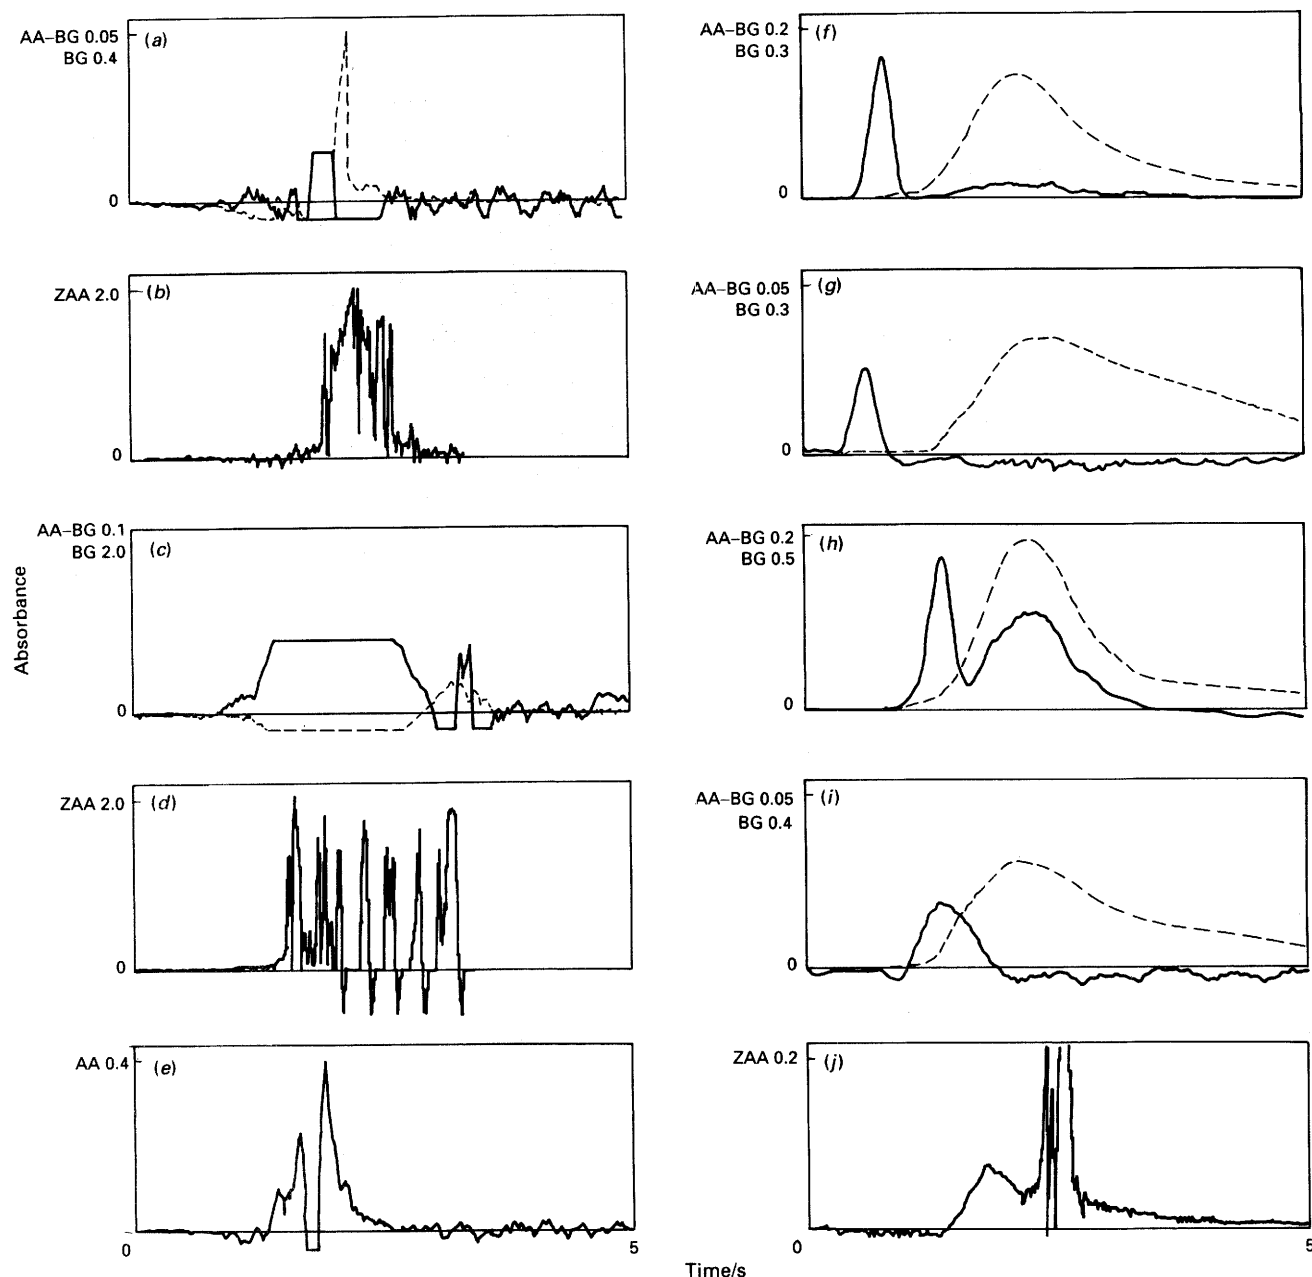 AA–BG 0.05
BG 0.4
(a)
0
ZAA 2.0
(b)
0
AA–BG 0.1
BG 2.0
(c)
0
ZAA 2.0
(d)
0
AA 0.4
(e)
0
5
AA–BG 0.2
BG 0.3
(f)
0
AA–BG 0.05
BG 0.3
(g)
0
AA–BG 0.2
BG 0.5
(h)
0
AA–BG 0.05
BG 0.4
(i)
0
ZAA 0.2
(j)
0
5
Absorbance
Time/s